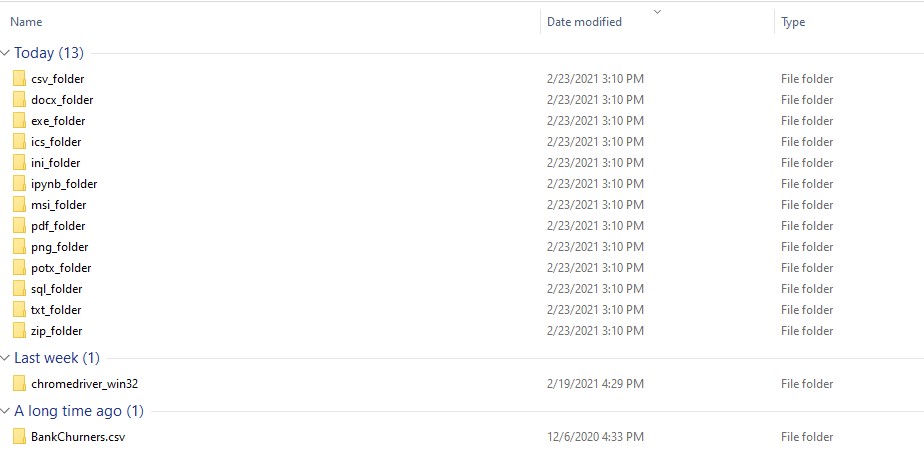 Name Date modified Type
Today (13)
csv_folder 2/23/2021 3:10 PM File folder
docx_folder 2/23/2021 3:10 PM File folder
exe_folder 2/23/2021 3:10 PM File folder
ics_folder 2/23/2021 3:10 PM File folder
ini_folder 2/23/2021 3:10 PM File folder
ipynb_folder 2/23/2021 3:10 PM File folder
msi_folder 2/23/2021 3:10 PM File folder
pdf_folder 2/23/2021 3:10 PM File folder
png_folder 2/23/2021 3:10 PM File folder
potx_folder 2/23/2021 3:10 PM File folder
sql_folder 2/23/2021 3:10 PM File folder
txt_folder 2/23/2021 3:10 PM File folder
zip_folder 2/23/2021 3:10 PM File folder
Last week (1)
chromedriver_win32 2/19/2021 4:29 PM File folder
A long time ago (1)
BankChurners.csv 12/6/2020 4:33 PM File folder